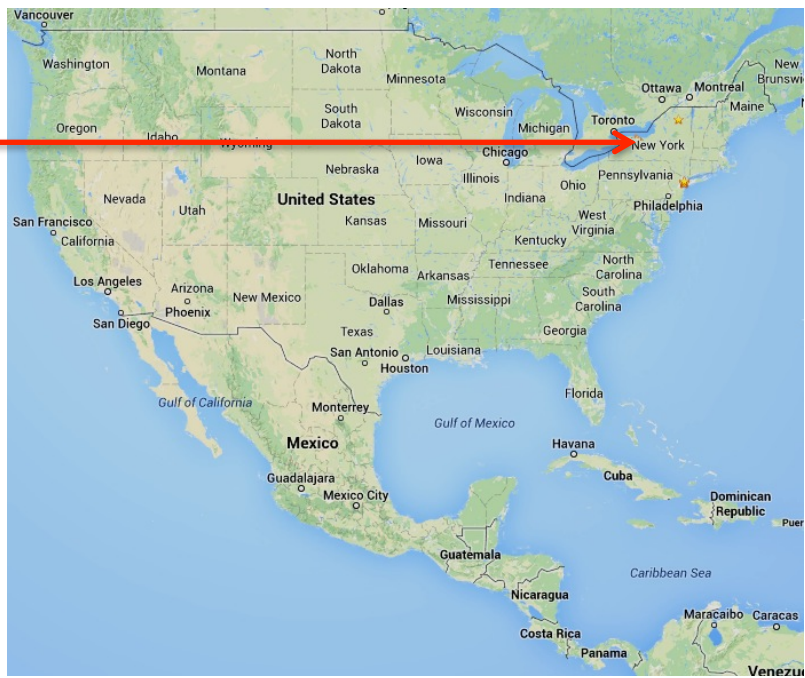 Vancouver
Washington
Montana
North
Dakota
Minnesota
Ottawa
Montreal
New
Maine
Oregon
Idaho
Wyoming
South
Dakota
Wisconsin
Michigan
Toronto
New York
Nebraska
Iowa
Chicago
Illinois
Indiana
Ohio
Pennsylvania
Philadelphia
Nevada
Utah
United States
Kansas
Missouri
West
Virginia
Kentucky
San Francisco
California
Los Angeles
Arizona
Phoenix
San Diego
New Mexico
Oklahoma
Arkansas
Tennessee
North
Carolina
South
Carolina
Dallas
Mississippi
Texas
Georgia
San Antonio
Houston
Louisiana
Florida
Gulf of California
Monterrey
Gulf of Mexico
Mexico
Havana
Cuba
Guadalajara
Mexico City
Dominican
Republic
Guatemala
Caribbean Sea
Nicaragua
Maracaibo
Caracas
Costa Rica
Panama